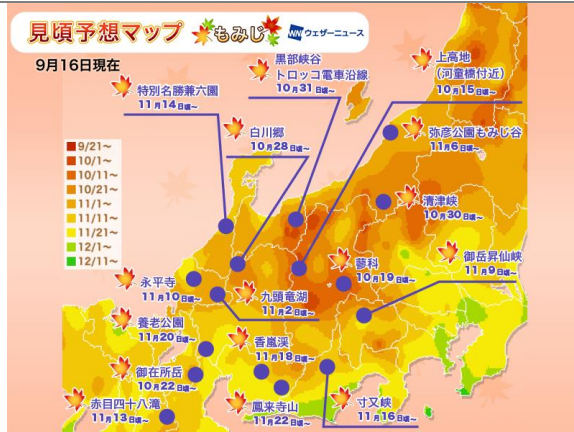 見頃予想マップ もみじ ウェザーニュース
9月16日現在
特別名勝兼六園
11月14日頃~
黒部峡谷
トロッコ電車沿線
10月31日頃~
上高地
(河童橋付近)
10月15日頃~
白川郷
10月28日頃~
弥彦公園もみじ谷
11月6日頃~
清津峡
10月30日頃~
9/21~
10/1~
10/11~
10/21~
11/1~
11/11~
11/21~
12/1~
12/11~
蓼科
10月19日頃~
御岳昇仙峡
11月9日頃~
永平寺
11月10日頃~
九頭竜湖
11月2日頃~
養老公園
11月20日頃~
香嵐渓
11月18日頃~
御在所岳
10月22日頃~
赤目四十八滝
11月13日頃~
鳳来寺山
11月22日頃~
寸又峡
11月16日頃~